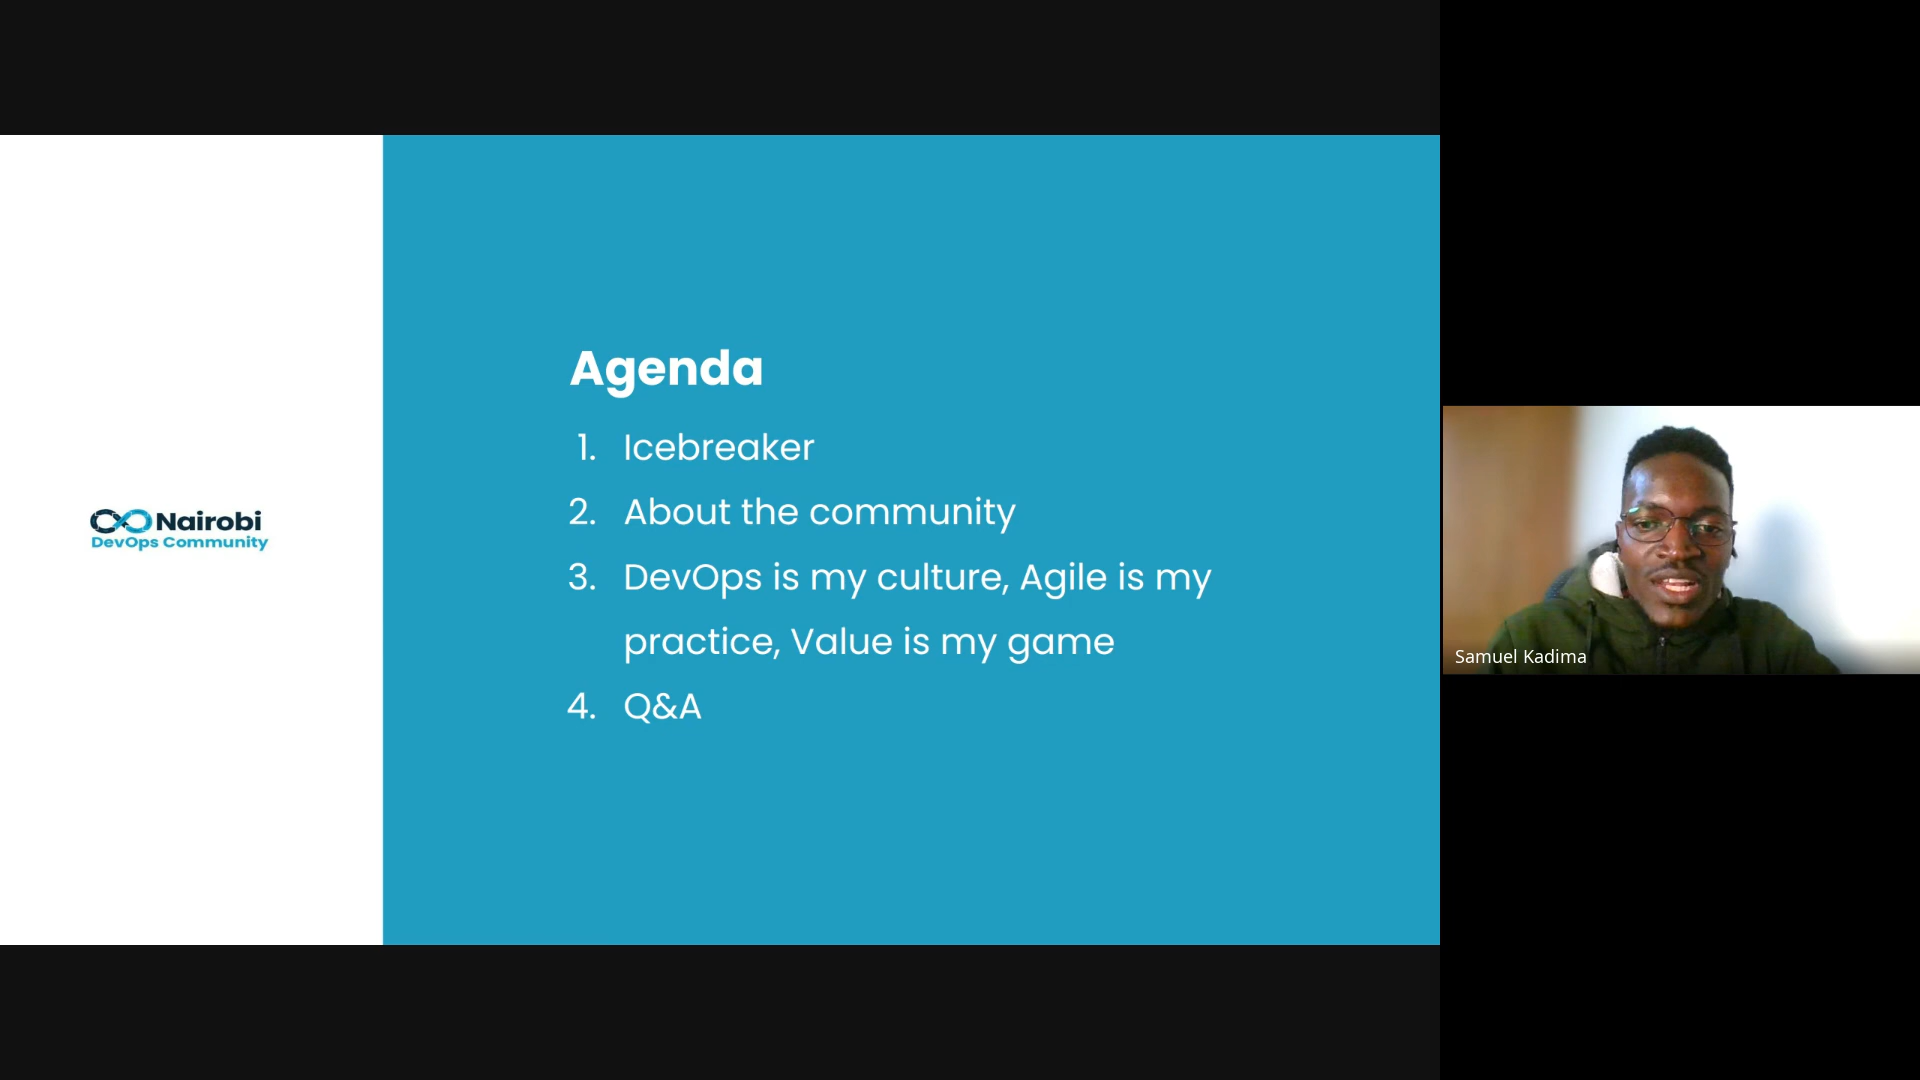 Nairobi
DevOps Community
Agenda
1. Icebreaker
2. About the community
3. DevOps is my culture, Agile is my
practice, Value is my game
4. Q&A
Samuel Kadima